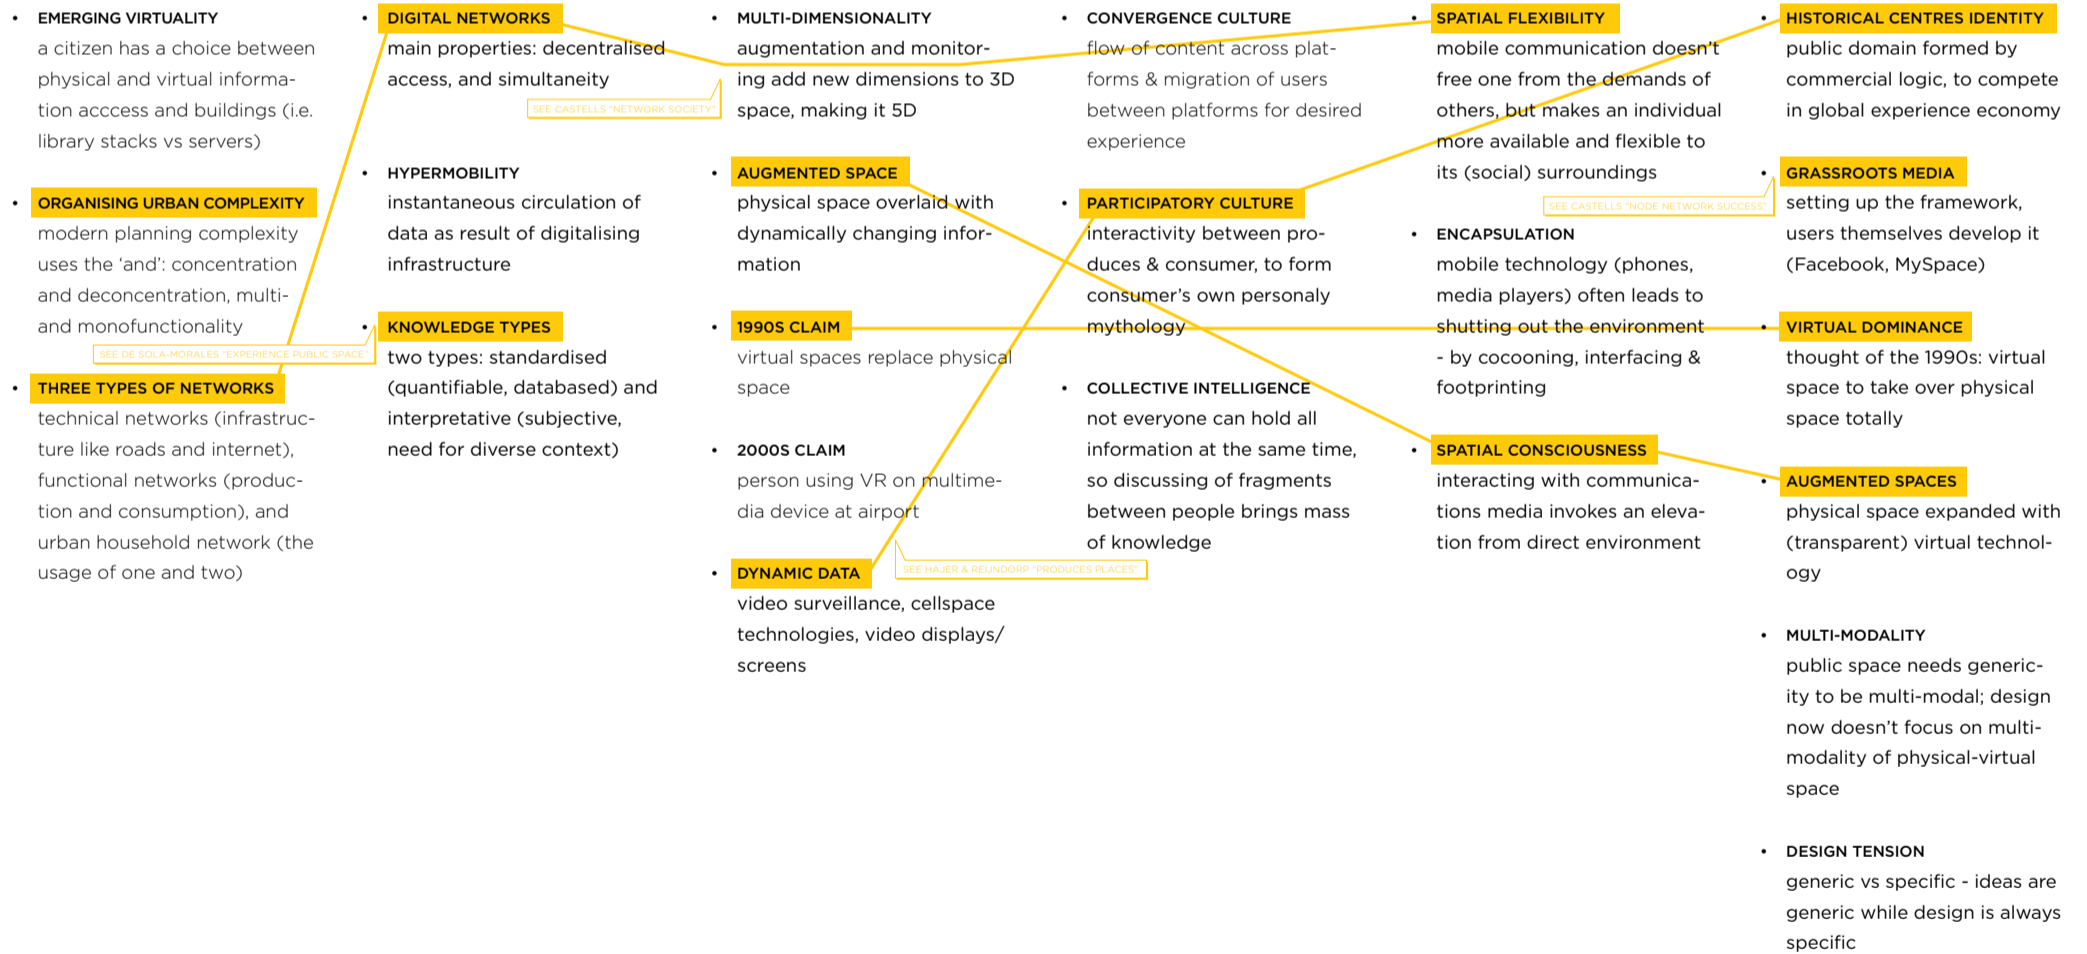 • EMERGING VIRTUALITY
a citizen has a choice between
physical and virtual informa-
tion acccess and buildings (i.e.
library stacks vs servers)
• ORGANISING URBAN COMPLEXITY
modern planning complexity
uses the ‘and’: concentration
and deconcentration, multi-
and monofunctionality
SEE DE SOLA-MORALES “EXPERIENCE PUBLIC SPACE”
• THREE TYPES OF NETWORKS
technical networks (infrastruc-
ture like roads and internet),
functional networks (produc-
tion and consumption), and
urban household network (the
usage of one and two)
• DIGITAL NETWORKS
main properties: decentralised
access, and simultaneity
SEE CASTELLS “NETWORK SOCIETY”
• HYPERMOBILITY
instantaneous circulation of
data as result of digitalising
infrastructure
• KNOWLEDGE TYPES
two types: standardised
(quantifiable, databased) and
interpretative (subjective,
need for diverse context)
• MULTI-DIMENSIONALITY
augmentation and monitor-
ing add new dimensions to 3D
space, making it 5D
• AUGMENTED SPACE
physical space overlaid with
dynamically changing infor-
mation
• 1990S CLAIM
virtual spaces replace physical
space
• 2000S CLAIM
person using VR on multime-
dia device at airport
• DYNAMIC DATA
video surveillance, cellspace
technologies, video displays/
screens
SEE HAJER & REIJNDORP “PRODUCES PLACES”
• CONVERGENCE CULTURE
flow of content across plat-
forms & migration of users
between platforms for desired
experience
• PARTICIPATORY CULTURE
interactivity between pro-
duces & consumer, to form
consumer’s own personaly
mythology
• COLLECTIVE INTELLIGENCE
not everyone can hold all
information at the same time,
so discussing of fragments
between people brings mass
of knowledge
• SPATIAL FLEXIBILITY
mobile communication doesn’t
free one from the demands of
others, but makes an individual
more available and flexible to
its (social) surroundings
SEE CASTELLS “NODE NETWORK SUCCESS”
• ENCAPSULATION
mobile technology (phones,
media players) often leads to
shutting out the environment
- by cocooning, interfacing &
footprinting
• SPATIAL CONSCIOUSNESS
interacting with communica-
tions media invokes an eleva-
tion from direct environment
• HISTORICAL CENTRES IDENTITY
public domain formed by
commercial logic, to compete
in global experience economy
• GRASSROOTS MEDIA
setting up the framework,
users themselves develop it
(Facebook, MySpace)
• VIRTUAL DOMINANCE
thought of the 1990s: virtual
space to take over physical
space totally
• AUGMENTED SPACES
physical space expanded with
(transparent) virtual technol-
ogy
• MULTI-MODALITY
public space needs generic-
ity to be multi-modal; design
now doesn’t focus on multi-
modality of physical-virtual
space
• DESIGN TENSION
generic vs specific - ideas are
generic while design is always
specific